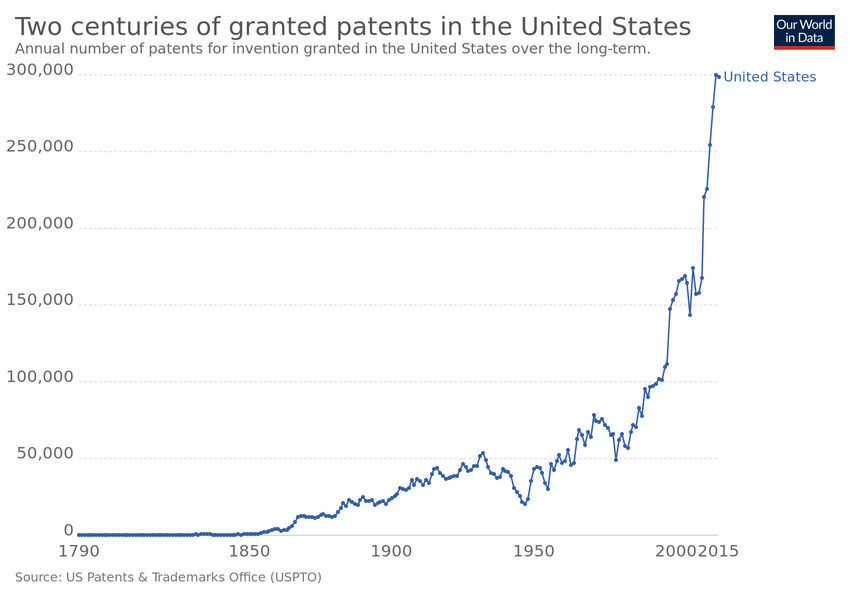 Two centuries of granted patents in the United States
Annual number of patents for invention granted in the United States over the long-term.
Our World
in Data
300,000
United States
250,000
200,000
150,000
100,000
50,000
0
1790 1850 1900 1950 2000 2015
Source: US Patents & Trademarks Office (USPTO)